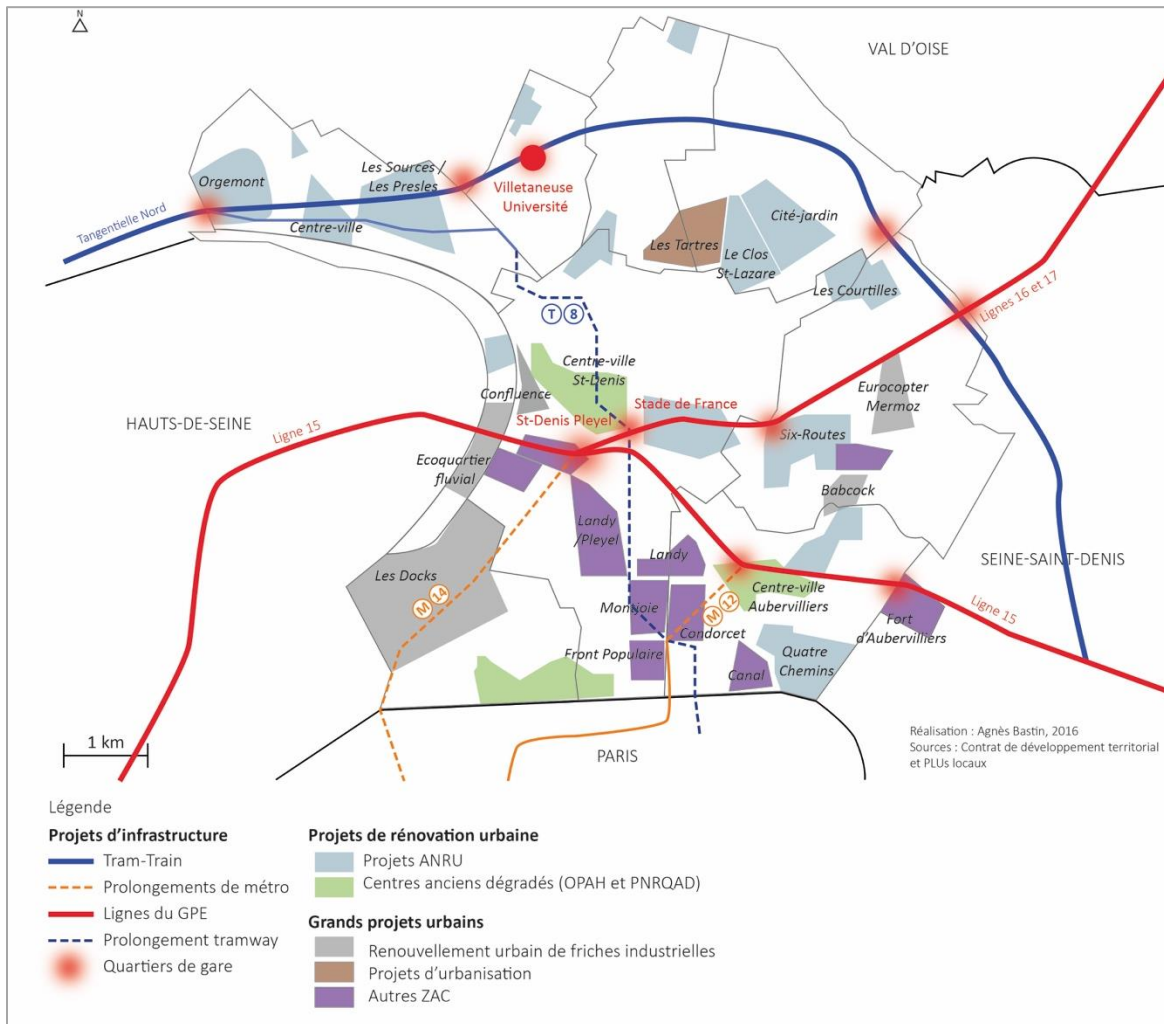 N
VAL D'OISE
Orgemont
Les Sources /
Les Presles
Villetaneuse
Université
Tangentielle Nord
Centre-ville
Cité-jardin
Les Tartres
Le Clos
St-Lazare
Les Courtilles
Lignes 16 et 17
T 8
Centre-ville
St-Denis
Confluence
Stade de France
St-Denis Pleyel
HAUTS-DE-SEINE
Ligne 15
Eurocopter
Mermoz
Six-Routes
Ecoquartier
fluvial
Babcock
Landy
/Pleyel
Landy
SEINE-SAINT-DENIS
Les Docks
M 14
Centre-ville
Aubervilliers
Ligne 15
Montjoie
M 12
Condorcet
Fort
d'Aubervilliers
Front Populaire
Quatre
Chemins
Canal
1 km
PARIS
Réalisation : Agnès Bastin, 2016
Sources : Contrat de développement territorial
et PLUs locaux
Légende
Projets d'infrastructure
Tram-Train
Prolongements de métro
Lignes du GPE
Prolongement tramway
Quartiers de gare
Projets de rénovation urbaine
Projets ANRU
Centres anciens dégradés (OPAH et PNRQAD)
Grands projets urbains
Renouvellement urbain de friches industrielles
Projets d'urbanisation
Autres ZAC